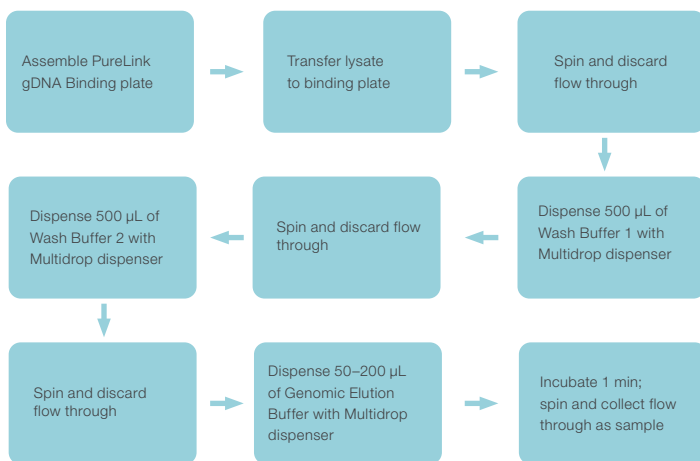 Assemble PureLink
gDNA Binding plate
Transfer lysate
to binding plate
Spin and discard
flow through
Dispense 500 µL of
Wash Buffer 1 with
Multidrop dispenser
Spin and discard flow
through
Dispense 500 µL of
Wash Buffer 2 with
Multidrop dispenser
Spin and discard
flow through
Dispense 50–200 µL
of Genomic Elution
Buffer with Multidrop
dispenser
Incubate 1 min;
spin and collect flow
through as sample